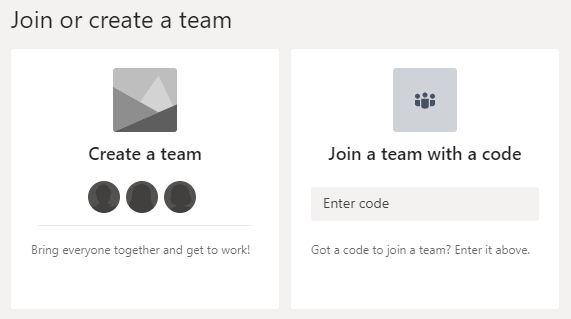 Join or create a team
Create a team
Bring everyone together and get to work!
Join a team with a code
Enter code
Got a code to join a team? Enter it above.